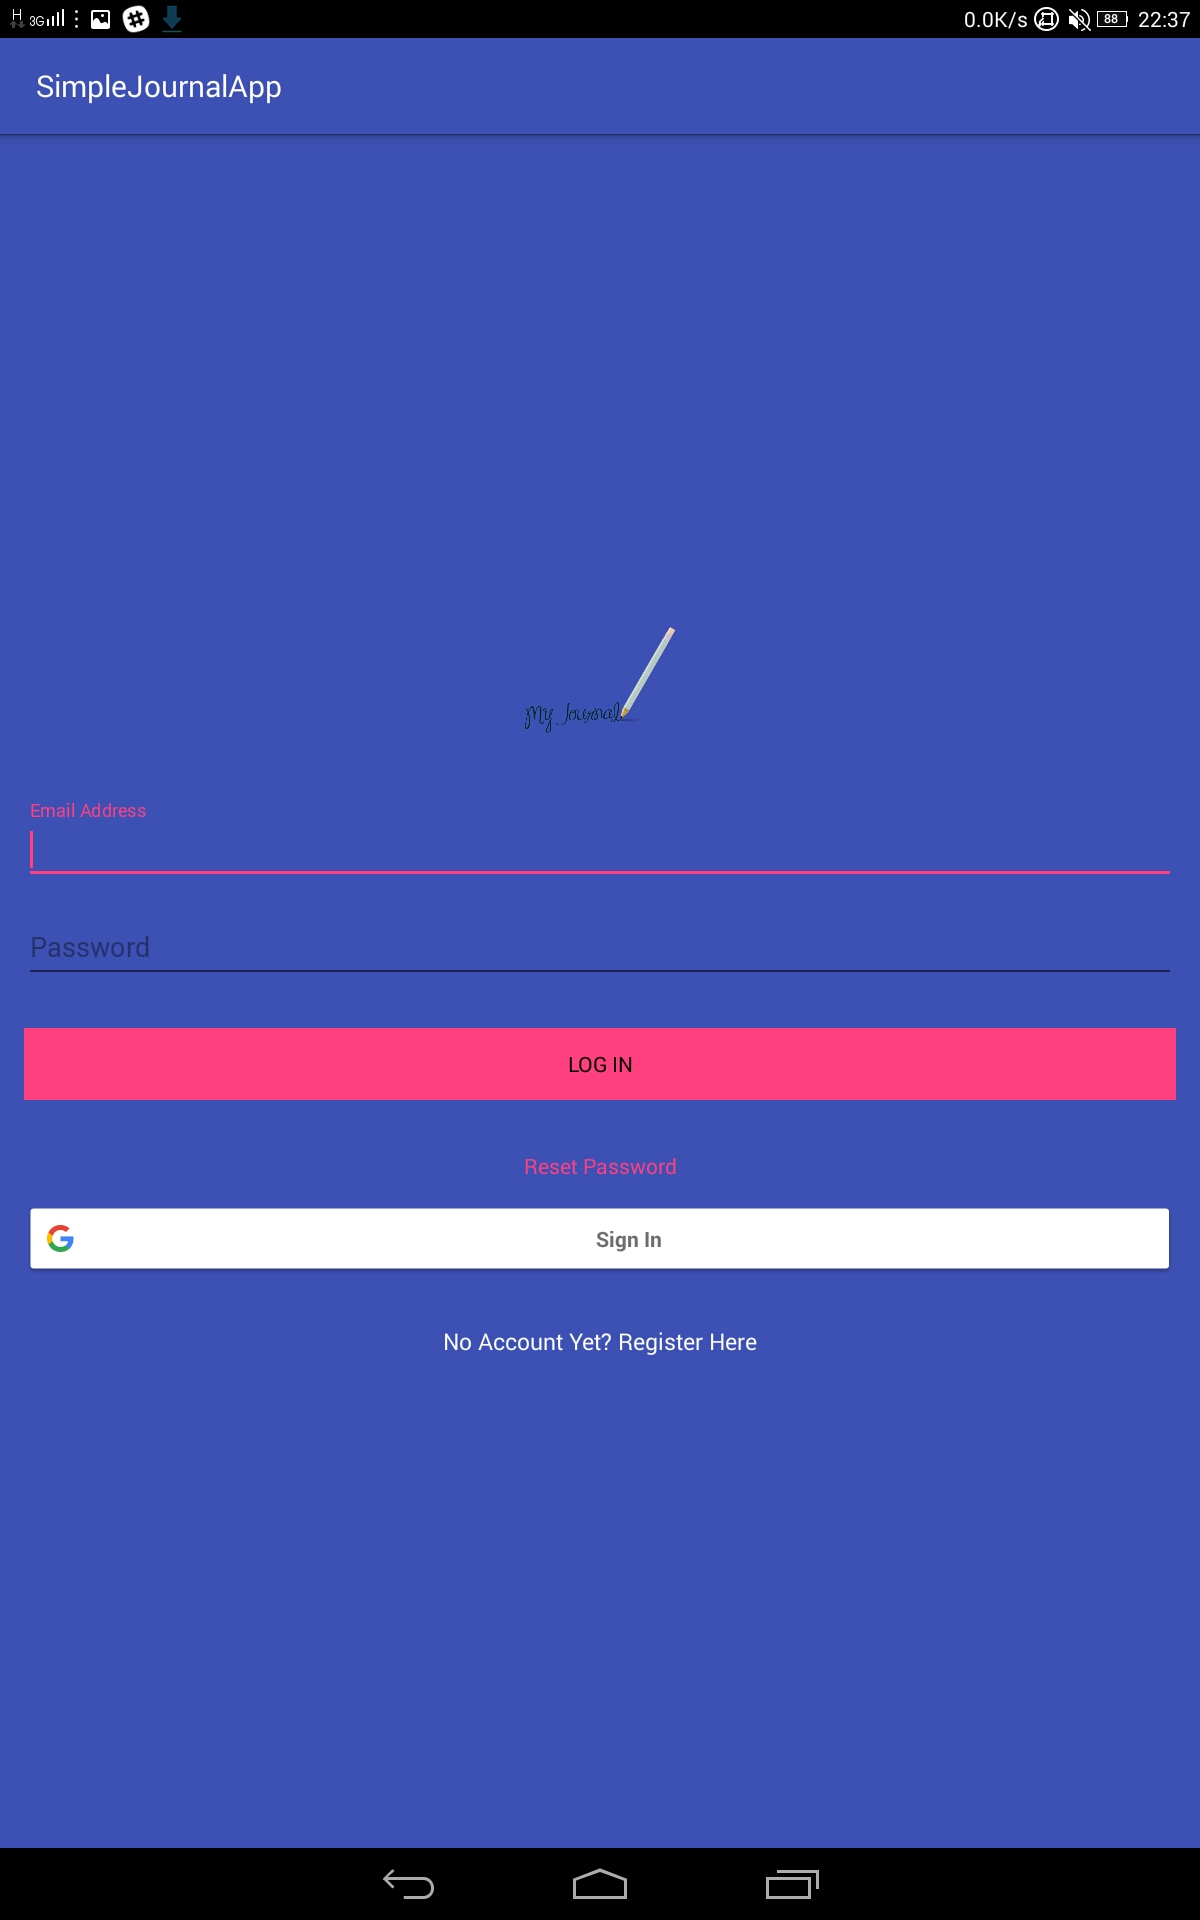 H 3G 0.0K/s 88 22:37
SimpleJournalApp
My Journal
Email Address
Password
LOG IN
Reset Password
G Sign In
No Account Yet? Register Here